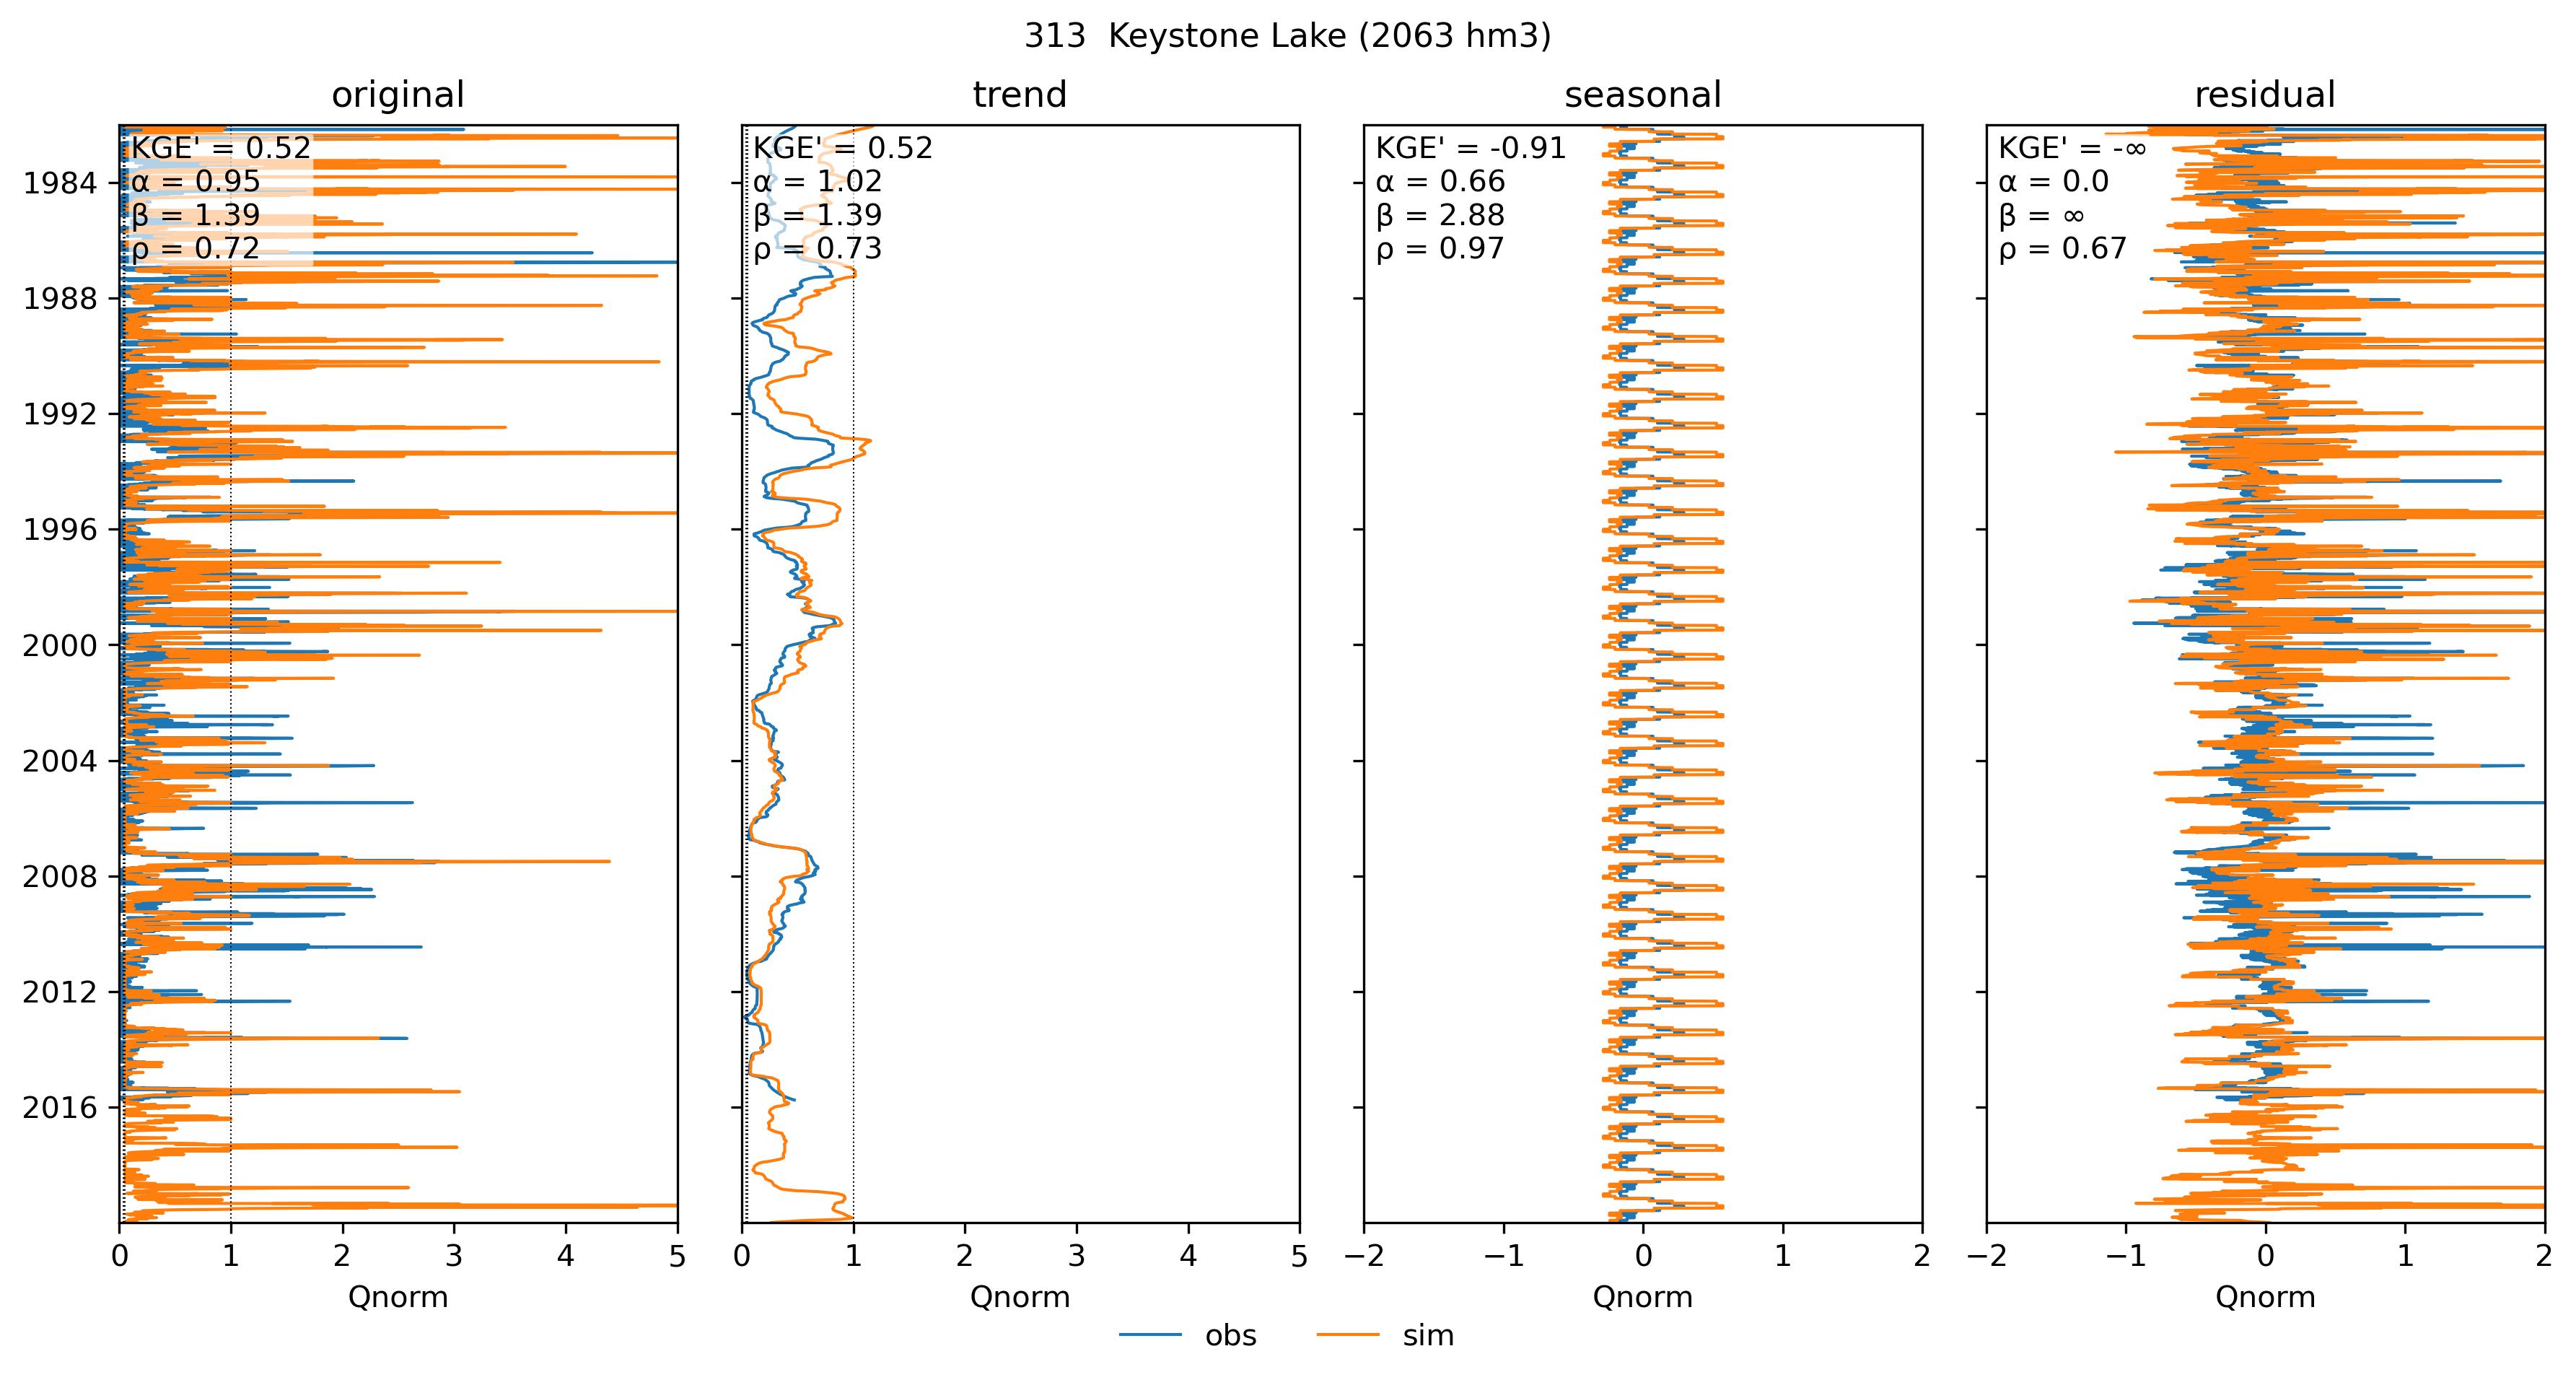 313  Keystone Lake (2063 hm3)
original
trend
seasonal
residual
KGE' = 0.52
α = 0.95
β = 1.39
ρ = 0.72
KGE' = 0.52
α = 1.02
β = 1.39
ρ = 0.73
KGE' = -0.91
α = 0.66
β = 2.88
ρ = 0.97
KGE' = -∞
α = 0.0
β = ∞
ρ = 0.67
1984
1988
1992
1996
2000
2004
2008
2012
2016
0 1 2 3 4 5
0 1 2 3 4 5
−2 −1 0 1 2
−2 −1 0 1 2
Qnorm
Qnorm
Qnorm
Qnorm
obs
sim